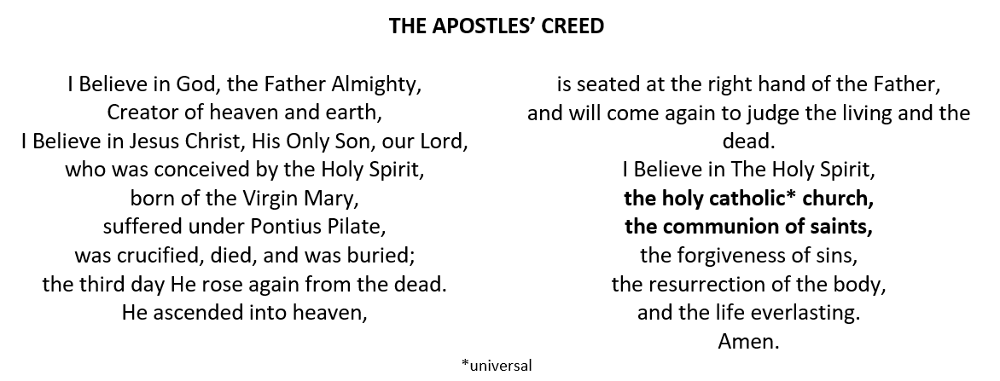 THE APOSTLES’ CREED
I Believe in God, the Father Almighty,
Creator of heaven and earth,
I Believe in Jesus Christ, His Only Son, our Lord,
who was conceived by the Holy Spirit,
born of the Virgin Mary,
suffered under Pontius Pilate,
was crucified, died, and was buried;
the third day He rose again from the dead.
He ascended into heaven,
is seated at the right hand of the Father,
and will come again to judge the living and the
dead.
I Believe in The Holy Spirit,
the holy catholic* church,
the communion of saints,
the forgiveness of sins,
the resurrection of the body,
and the life everlasting.
Amen.
*universal